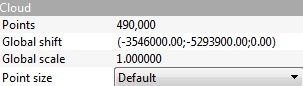 Cloud
Points 490,000
Global shift (-3546000.00;-5293900.00;0.00)
Global scale 1.000000
Point size Default